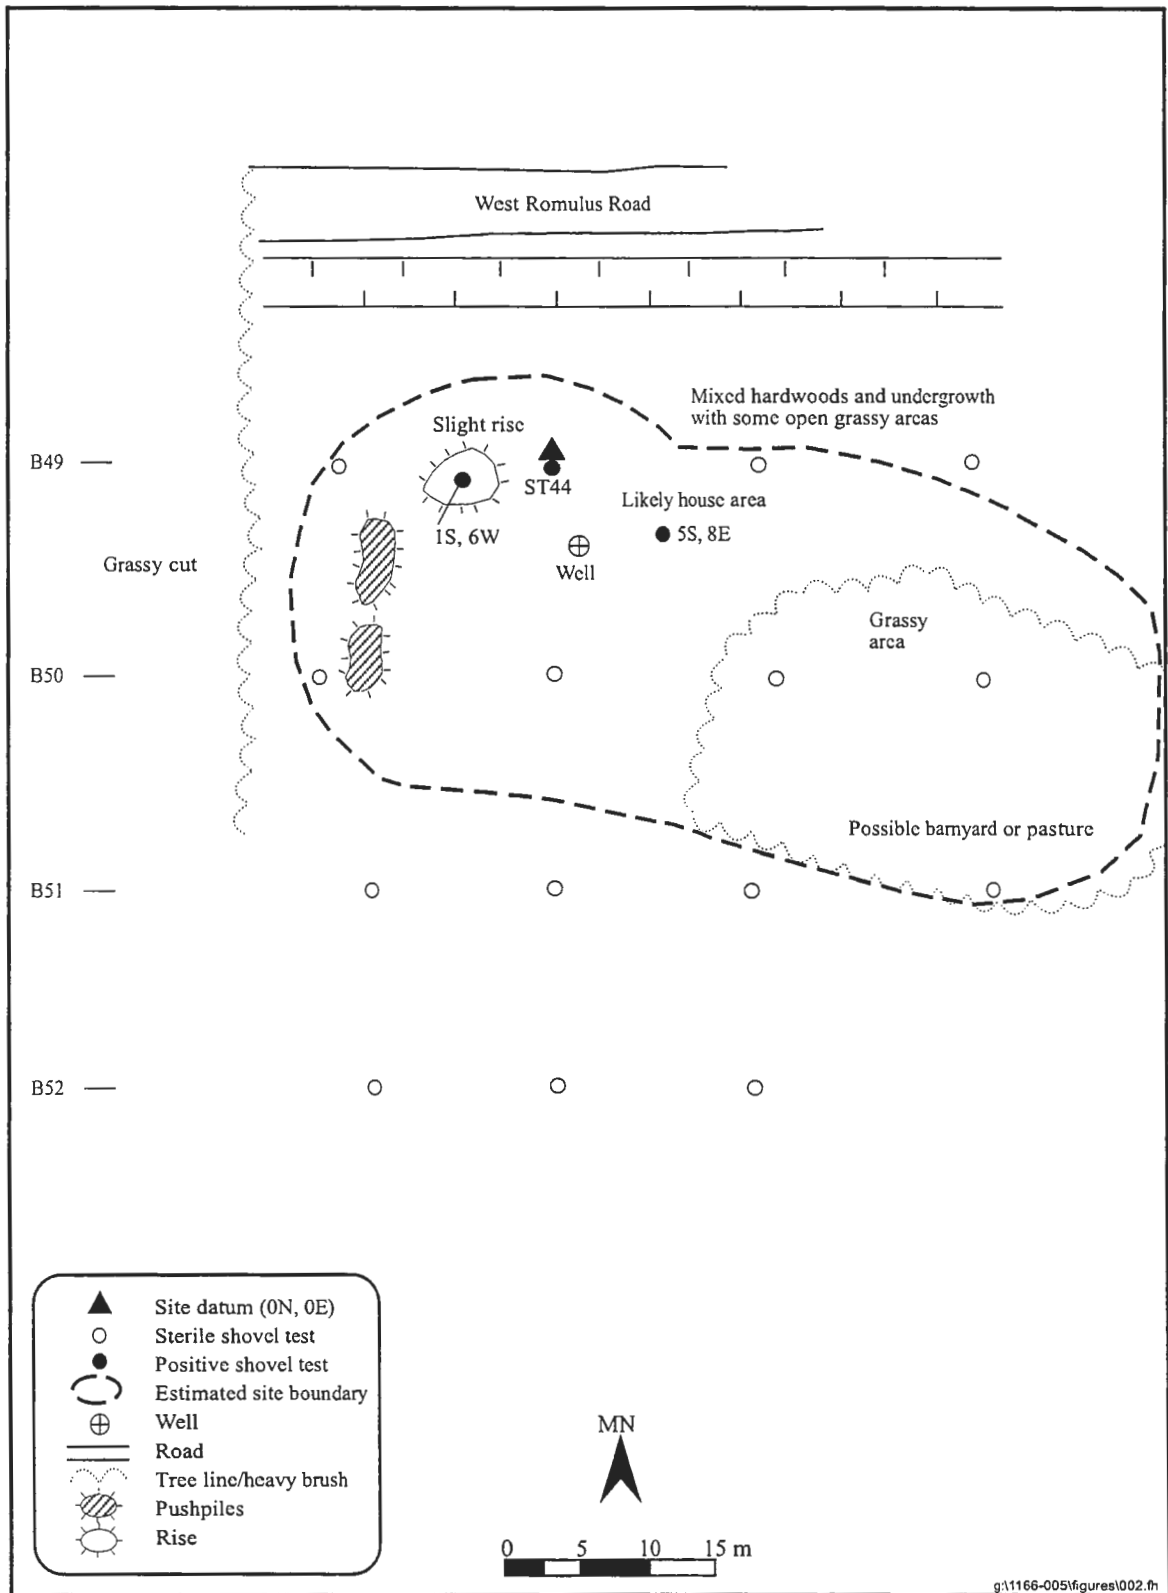 West Romulus Road
Mixed hardwoods and undergrowth
with some open grassy areas
Slight rise
B49
ST44
Likely house area
1S, 6W
5S, 8E
Well
Grassy cut
Grassy
area
B50
Possible barnyard or pasture
B51
B52
Site datum (0N, 0E)
Sterile shovel test
Positive shovel test
Estimated site boundary
Well
Road
Tree line/heavy brush
Pushpiles
Rise
MN
0 5 10 15 m
g:\1166-005\figures\002.fh